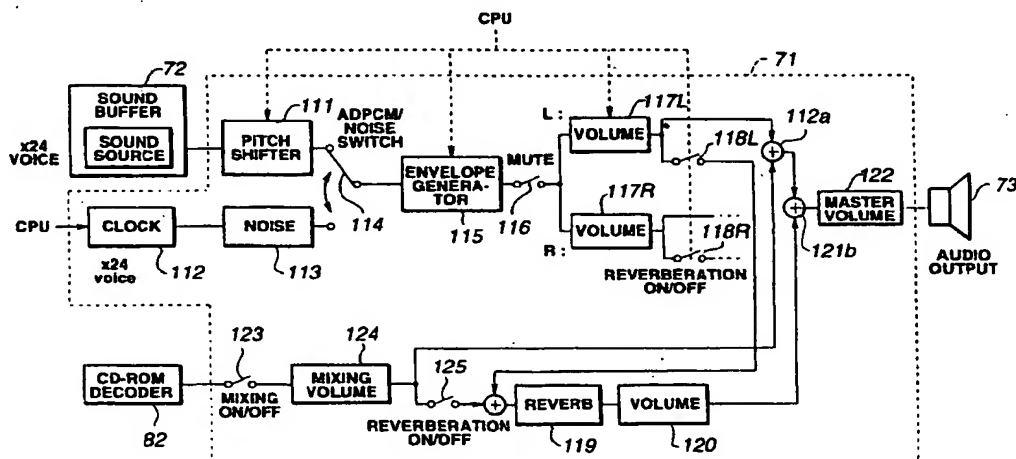 CPU
72
SOUND
BUFFER
SOUND
SOURCE
x24
VOICE
111
PITCH
SHIFTER
ADPCM/
NOISE
SWITCH
114
ENVELOPE
GENERA-
TOR
115
MUTE
116
L :
117L
VOLUME
118L
R :
117R
VOLUME
118R
REVERBERATION
ON/OFF
71
112a
121b
122
MASTER
VOLUME
73
AUDIO
OUTPUT
CPU
CLOCK
x24
voice
112
NOISE
113
CD-ROM
DECODER
82
123
MIXING
ON/OFF
124
MIXING
VOLUME
125
REVERBERATION
ON/OFF
REVERB
119
VOLUME
120